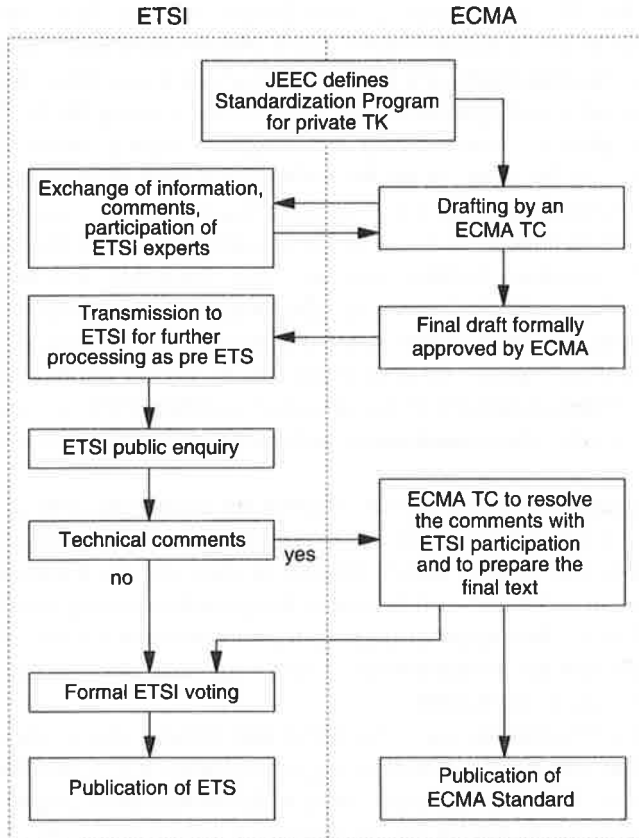 ETSI
ECMA
JEEC defines
Standardization Program
for private TK
Exchange of information,
comments,
participation of
ETSI experts
Drafting by an
ECMA TC
Transmission to
ETSI for further
processing as pre ETS
Final draft formally
approved by ECMA
ETSI public enquiry
Technical comments
yes
no
ECMA TC to resolve
the comments with
ETSI participation
and to prepare the
final text
Formal ETSI voting
Publication of ETS
Publication of
ECMA Standard